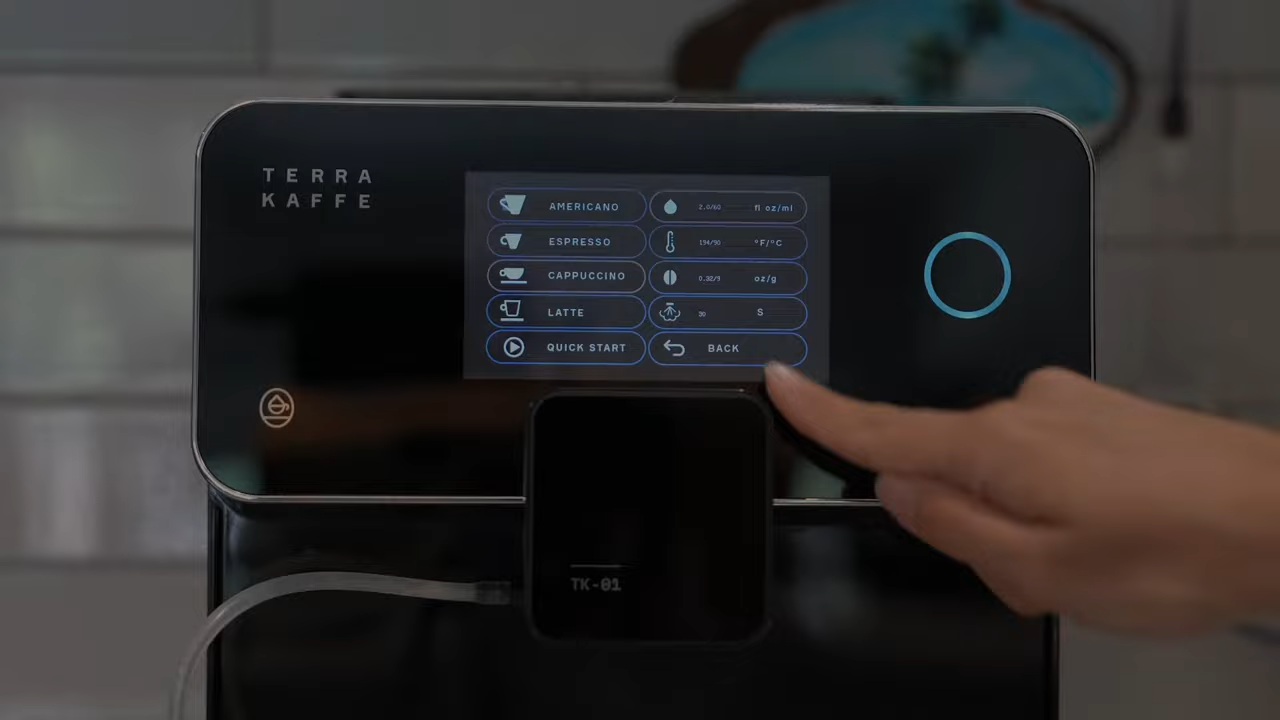 TERRA
KAFFE
AMERICANO
2.0/60 fl oz/ml
ESPRESSO
194/90 °F/°C
CAPPUCCINO
0.32/9 oz/g
LATTE
30 S
QUICK START
BACK
TK-01